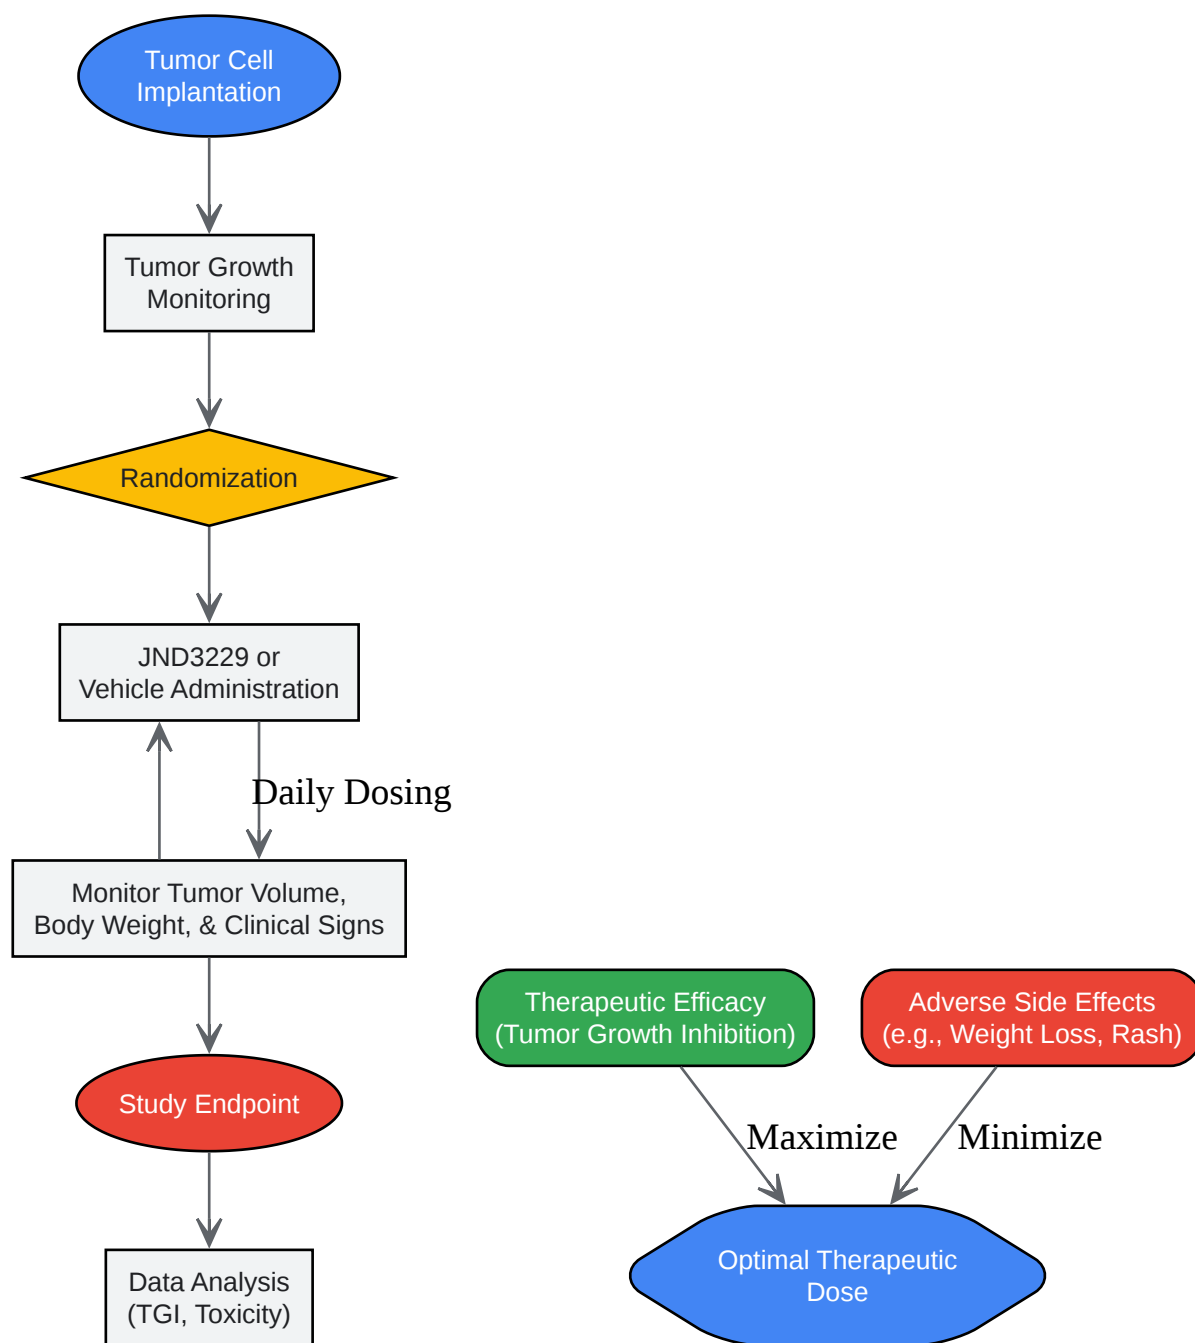 Tumor Cell
Implantation
Tumor Growth
Monitoring
Randomization
JND3229 or
Vehicle Administration
Daily Dosing
Monitor Tumor Volume,
Body Weight, & Clinical Signs
Study Endpoint
Data Analysis
(TGI, Toxicity)
Therapeutic Efficacy
(Tumor Growth Inhibition)
Adverse Side Effects
(e.g., Weight Loss, Rash)
Maximize
Minimize
Optimal Therapeutic
Dose